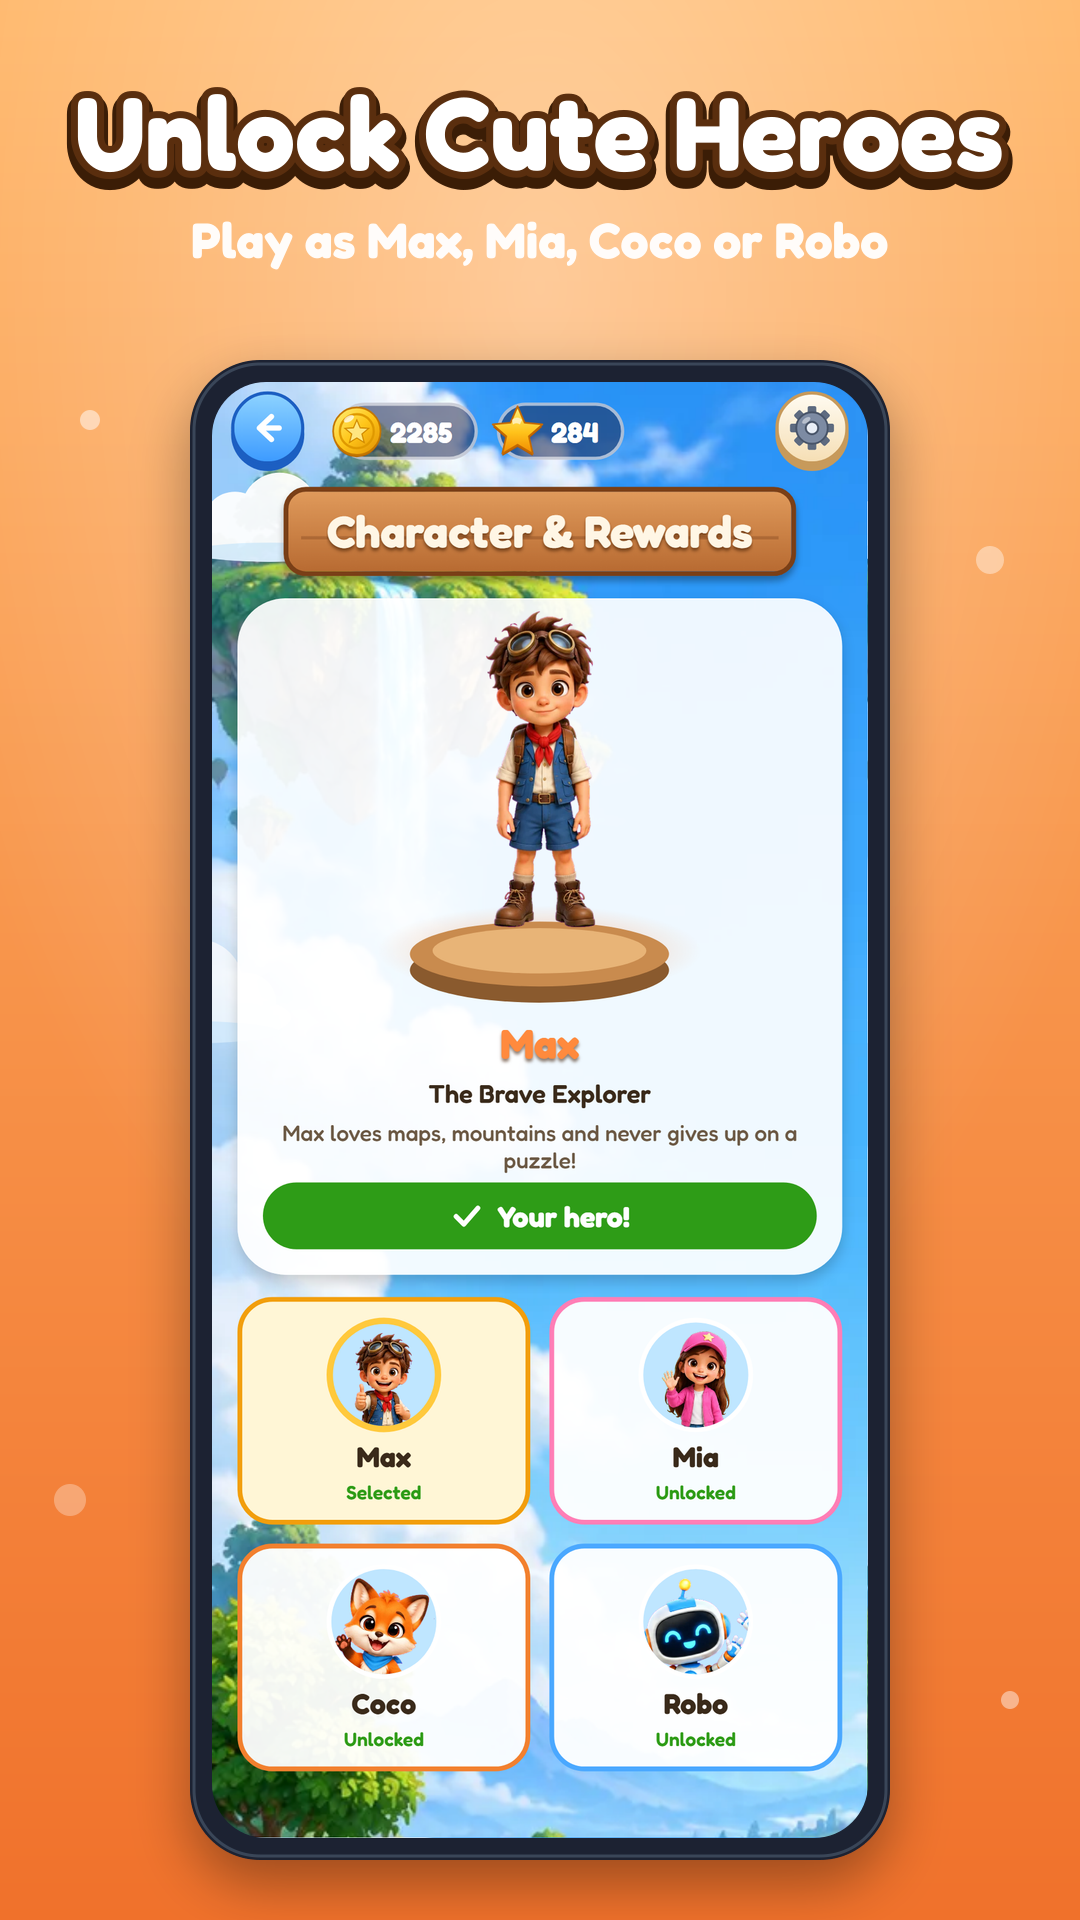 Unlock Cute Heroes
Play as Max, Mia, Coco or Robo
2285
284
Character & Rewards
Max
The Brave Explorer
Max loves maps, mountains and never gives up on a
puzzle!
Your hero!
Max
Selected
Mia
Unlocked
Coco
Unlocked
Robo
Unlocked